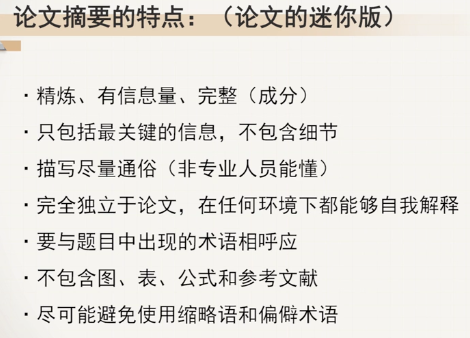 论文摘要的特点：（论文的迷你版）
· 精炼、有信息量、完整（成分）
· 只包括最关键的信息，不包含细节
· 描写尽量通俗（非专业人员能懂）
· 完全独立于论文，在任何环境下都能够自我解释
· 要与题目中出现的术语相呼应
· 不包含图、表、公式和参考文献
· 尽可能避免使用缩略语和偏僻术语